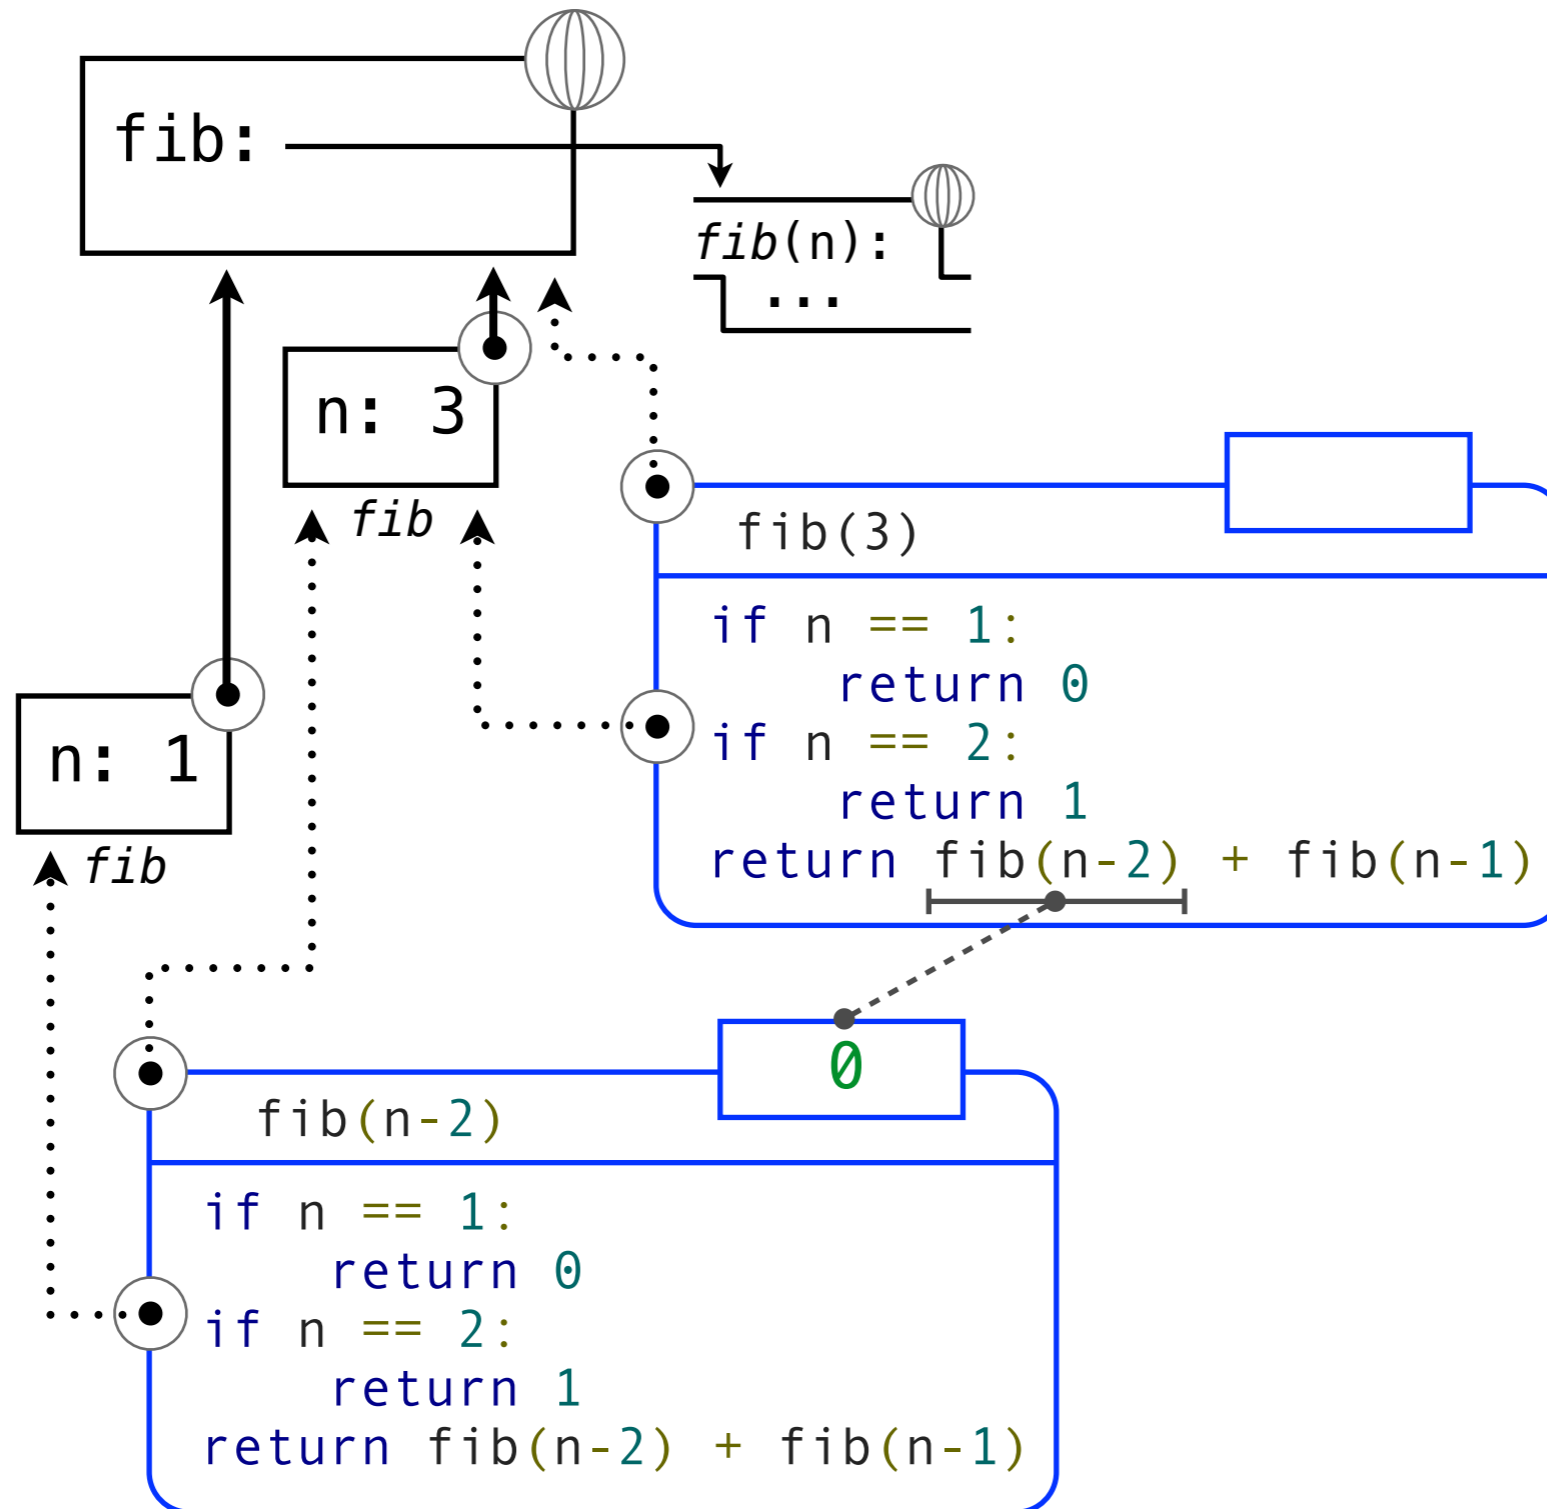 fib:
fib(n):
...
n: 3
fib
fib(3)
if n == 1:
    return 0
if n == 2:
    return 1
return fib(n-2) + fib(n-1)
n: 1
fib
0
fib(n-2)
if n == 1:
    return 0
if n == 2:
    return 1
return fib(n-2) + fib(n-1)